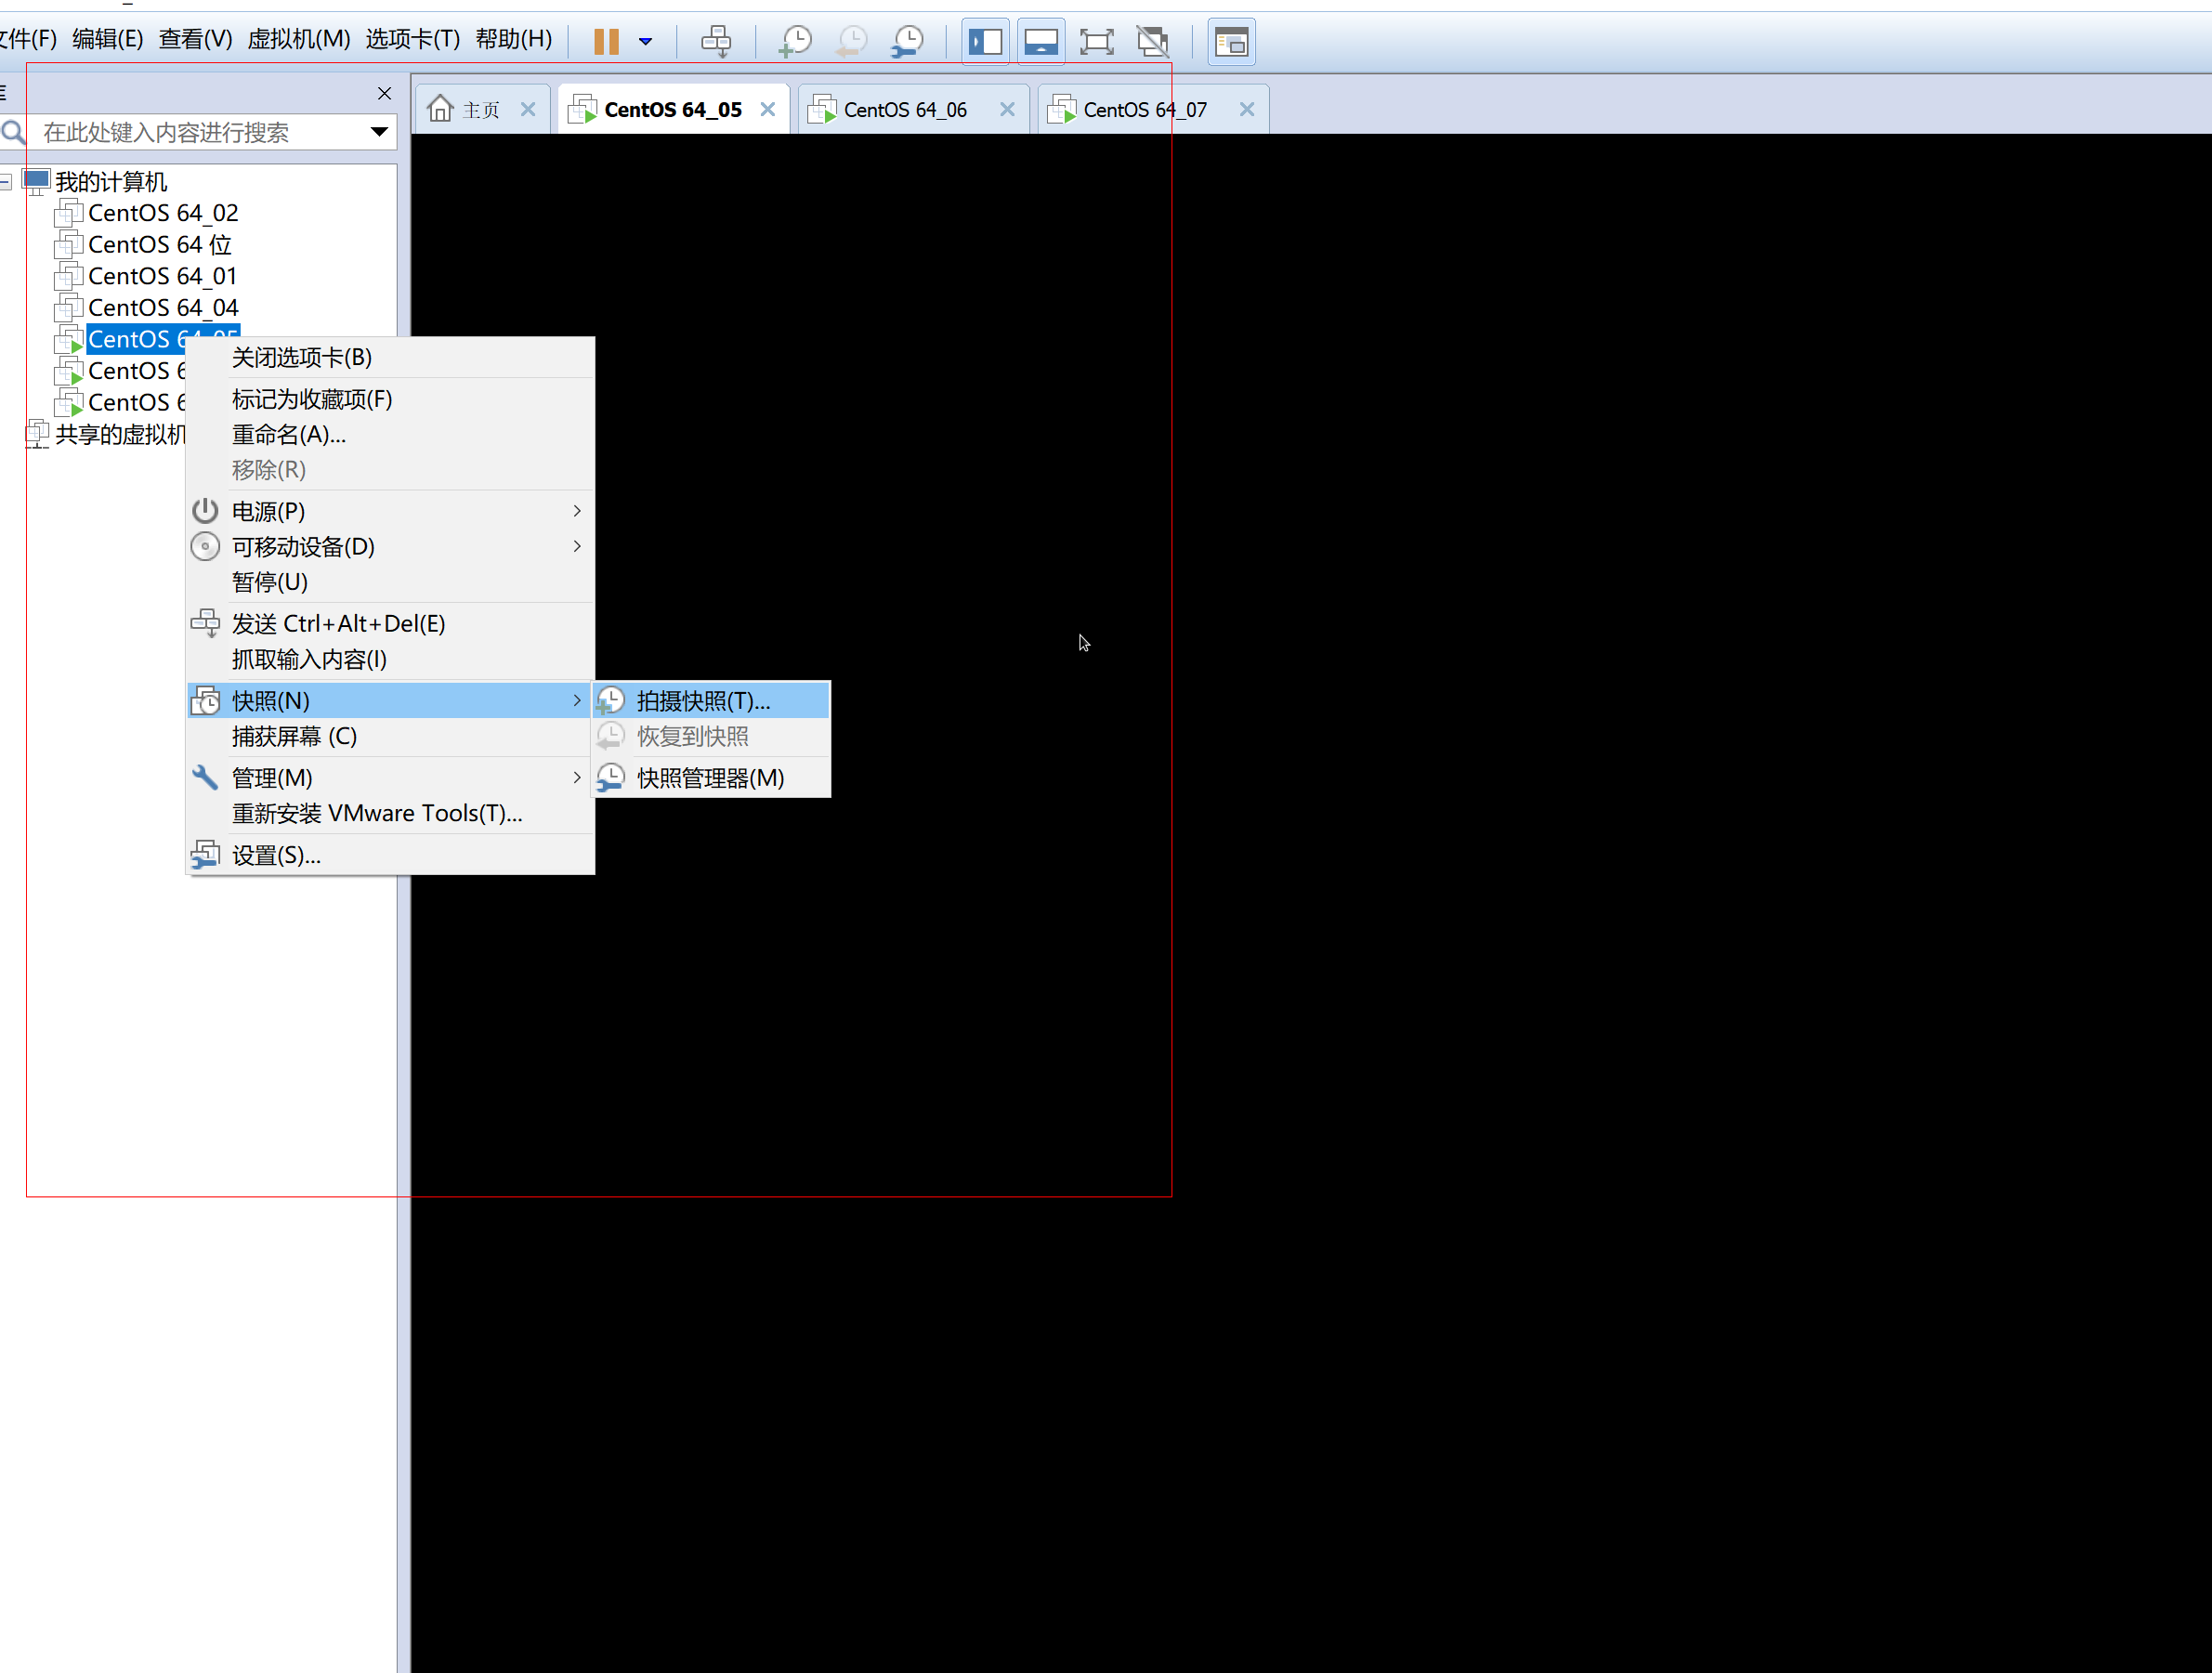 文件(F) 编辑(E) 查看(V) 虚拟机(M) 选项卡(T) 帮助(H)
主页 CentOS 64_05 CentOS 64_06 CentOS 64_07
在此处键入内容进行搜索
我的计算机
CentOS 64_02
CentOS 64 位
CentOS 64_01
CentOS 64_04
CentOS 64_05
CentOS 6
CentOS 6
共享的虚拟机
关闭选项卡(B)
标记为收藏项(F)
重命名(A)...
移除(R)
电源(P)
可移动设备(D)
暂停(U)
发送 Ctrl+Alt+Del(E)
抓取输入内容(I)
快照(N)
捕获屏幕 (C)
管理(M)
重新安装 VMware Tools(T)...
设置(S)...
拍摄快照(T)...
恢复到快照
快照管理器(M)